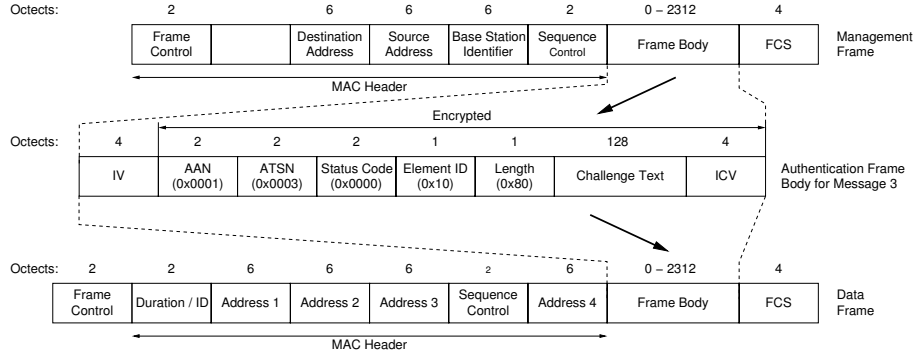 Octects: 2 6 6 6 2 0 – 2312 4
Frame Control Destination Address Source Address Base Station Identifier Sequence Control Frame Body FCS Management Frame
MAC Header
Encrypted
Octects: 4 2 2 2 1 1 128 4
IV AAN (0x0001) ATSN (0x0003) Status Code (0x0000) Element ID (0x10) Length (0x80) Challenge Text ICV Authentication Frame Body for Message 3
Octects: 2 2 6 6 6 2 6 0 – 2312 4
Frame Control Duration / ID Address 1 Address 2 Address 3 Sequence Control Address 4 Frame Body FCS Data Frame
MAC Header